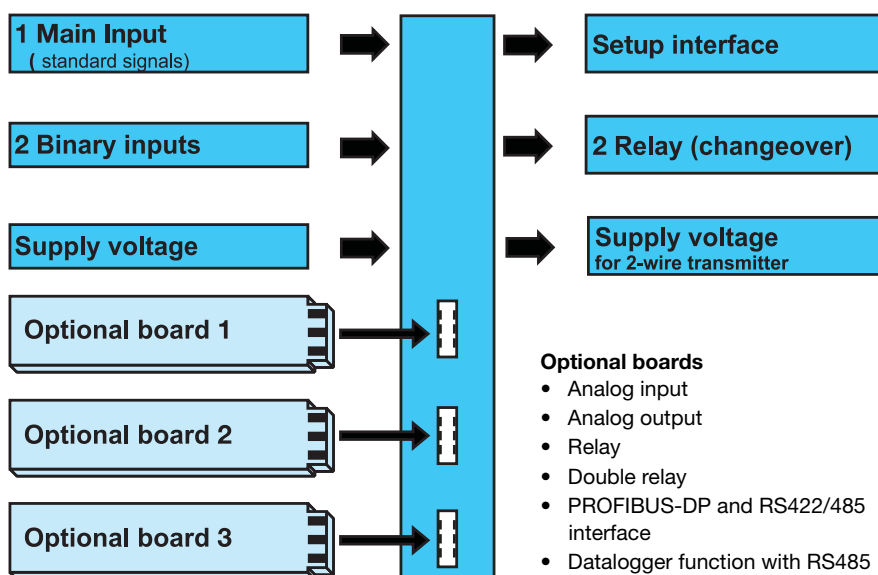 1 Main Input
( standard signals)
2 Binary inputs
Supply voltage
Optional board 1
Optional board 2
Optional board 3
Setup interface
2 Relay (changeover)
Supply voltage
for 2-wire transmitter
Optional boards
• Analog input
• Analog output
• Relay
• Double relay
• PROFIBUS-DP and RS422/485
interface
• Datalogger function with RS485